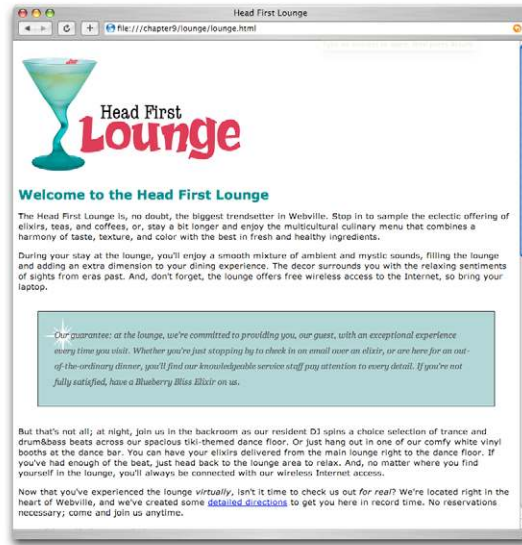 Head First Lounge
file:///chapter9/lounge/lounge.html
Head First
Lounge
Welcome to the Head First Lounge
The Head First Lounge is, no doubt, the biggest trendsetter in Webville. Stop in to sample the eclectic offering of
elixirs, teas, and coffees, or, stay a bit longer and enjoy the multicultural culinary menu that combines a
harmony of taste, texture, and color with the best in fresh and healthy ingredients.
During your stay at the lounge, you'll enjoy a smooth mixture of ambient and mystic sounds, filling the lounge
and adding an extra dimension to your dining experience. The decor surrounds you with the relaxing sentiments
of sights from eras past. And, don't forget, the lounge offers free wireless access to the Internet, so bring your
laptop.
Our guarantee: at the lounge, we're committed to providing you, our guest, with an exceptional experience
every time you visit. Whether you're just stopping by to check in on email over an elixir, or are here for an out-
of-the-ordinary dinner, you'll find our knowledgeable service staff pay attention to every detail. If you're not
fully satisfied, have a Blueberry Bliss Elixir on us.
But that's not all; at night, join us in the backroom as our resident DJ spins a choice selection of trance and
drum&bass beats across our spacious tiki-themed dance floor. Or just hang out in one of our comfy white vinyl
booths at the dance bar. You can have your elixirs delivered from the main lounge right to the dance floor. If
you've had enough of the beat, just head back to the lounge area to relax. And, no matter where you find
yourself in the lounge, you'll always be connected with our wireless Internet access.
Now that you've experienced the lounge virtually, isn't it time to check us out for real? We're located right in the
heart of Webville, and we've created some detailed directions to get you here in record time. No reservations
necessary; come and join us anytime.